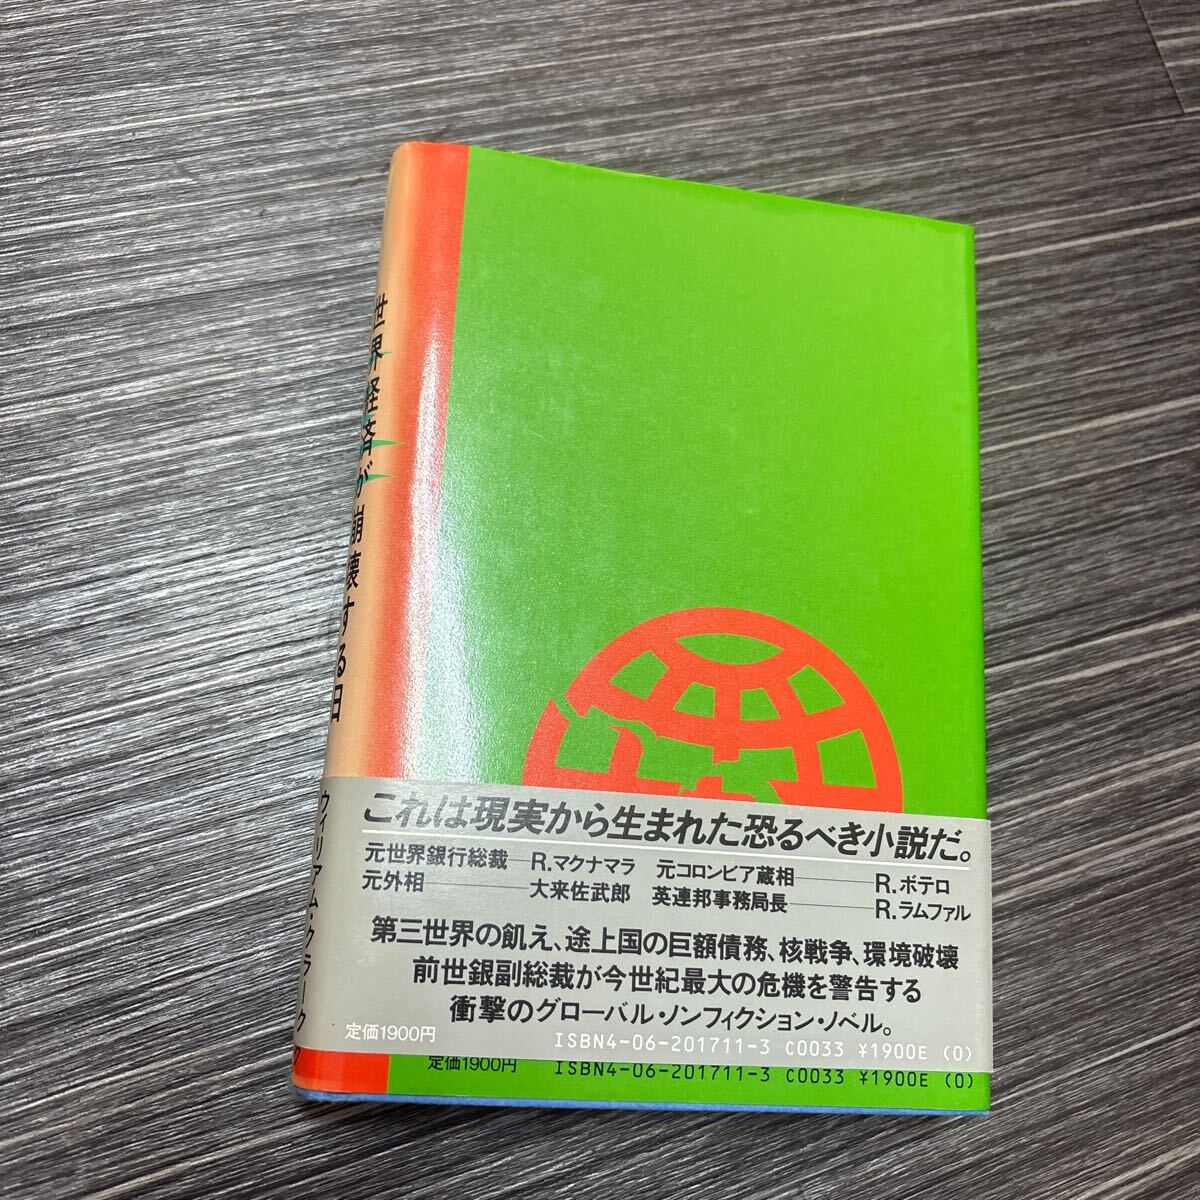 世界経済が崩壊する日
ウィリアム・クラーク
これは現実から生まれた恐るべき小説だ。
元世界銀行総裁―R.マクナマラ 元コロンビア蔵相――R.ボテロ
元外相――大来佐武郎 英連邦事務局長――R.ラムファル
第三世界の飢え、途上国の巨額債務、核戦争、環境破壊
前世銀副総裁が今世紀最大の危機を警告する
衝撃のグローバル・ノンフィクション・ノベル。
定価1900円 ISBN4-06-201711-3 C0033 ¥1900E (0)
定価1900円 ISBN4-06-201711-3 C0033 ¥1900E (0)